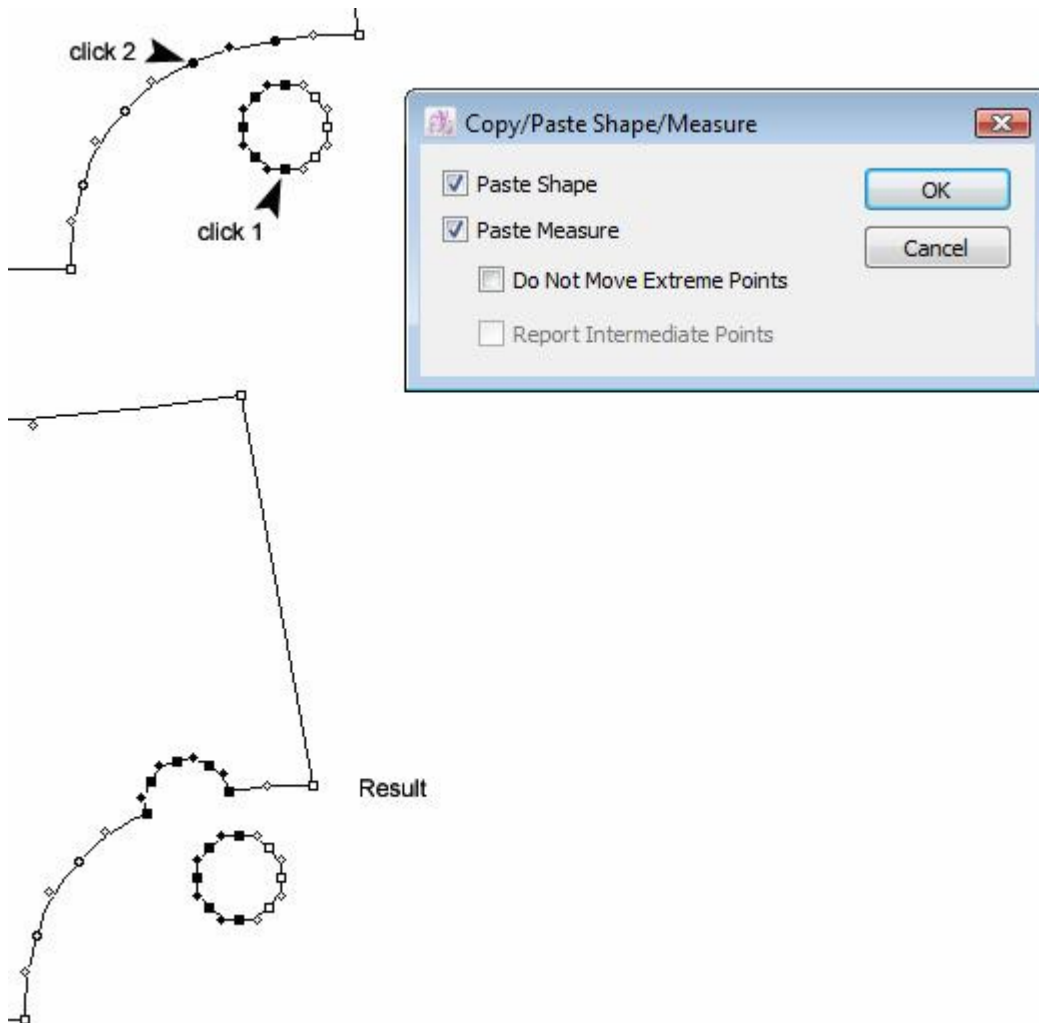 click 2
click 1
Copy/Paste Shape/Measure
Paste Shape
OK
Paste Measure
Cancel
Do Not Move Extreme Points
Report Intermediate Points
Result